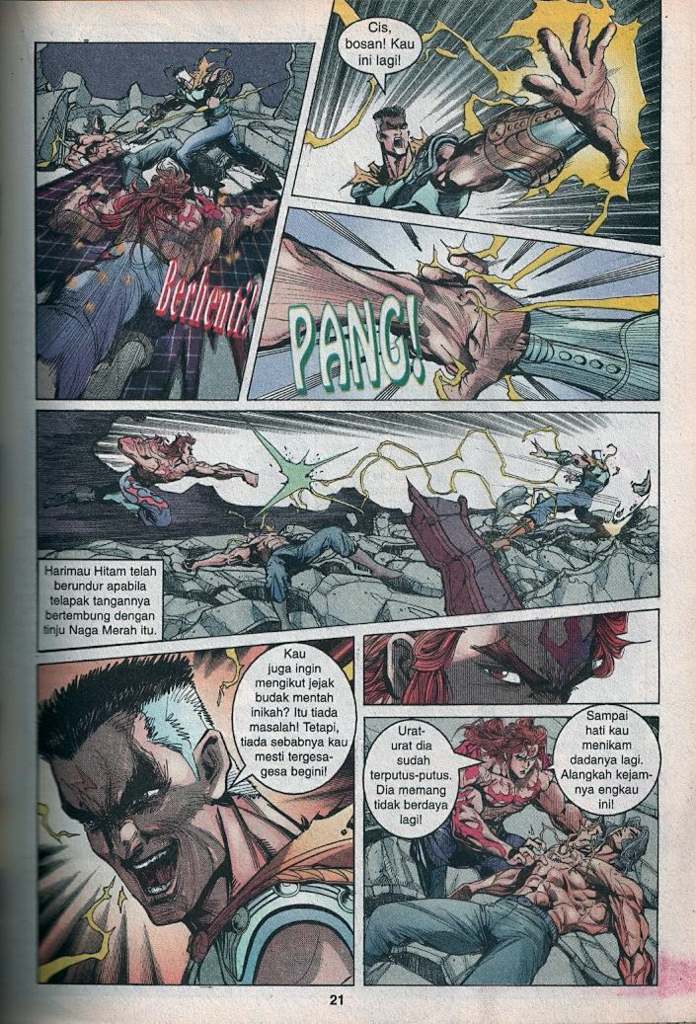 Berhenti!
Cis,
bosan! Kau
ini lagi!
PANG!
Harimau Hitam telah
berundur apabila
telapak tangannya
bertembung dengan
tinju Naga Merah itu.
Kau
juga ingin
mengikut jejak
budak mentah
inikah? Itu tiada
masalah! Tetapi,
tiada sebabnya kau
mesti tergesa-
gesa begini!
Urat-
urat dia
sudah
terputus-putus.
Dia memang
tidak berdaya
lagi!
Sampai
hati kau
menikam
dadanya lagi.
Alangkah kejam-
nya engkau
ini!
21